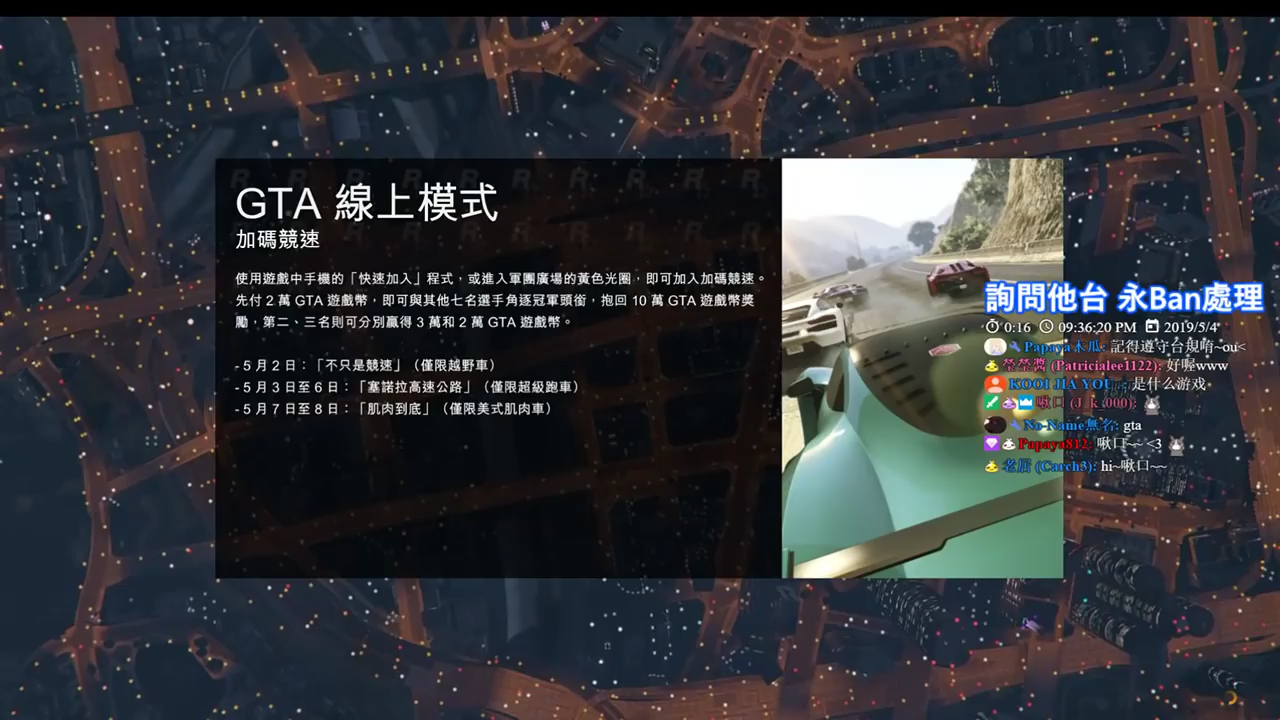 GTA 線上模式
加碼競速
使用遊戲中手機的「快速加入」程式，或進入軍團廣場的黃色光圈，即可加入加碼競速。
先付 2 萬 GTA 遊戲幣，即可與其他七名選手角逐冠軍頭銜，抱回 10 萬 GTA 遊戲幣獎
勵，第二、三名則可分別贏得 3 萬和 2 萬 GTA 遊戲幣。
- 5 月 2 日：「不只是競速」（僅限越野車）
- 5 月 3 日至 6 日：「塞諾拉高速公路」（僅限超級跑車）
- 5 月 7 日至 8 日：「肌肉到底」（僅限美式肌肉車）
詢問他台 永Ban處理
0:16 09:36:20 PM 2019/5/4
Papaya木瓜: 記得遵守台規唷~ou<
榮榮醬 (Patricialee1122): 好喔www
KOOI JIA YOU : 是什么游戏
啾口 (J_k_000):
No-Name無名: gta
Papaya812: 啾口~~ <3
(Carch3): hi~啾口~~